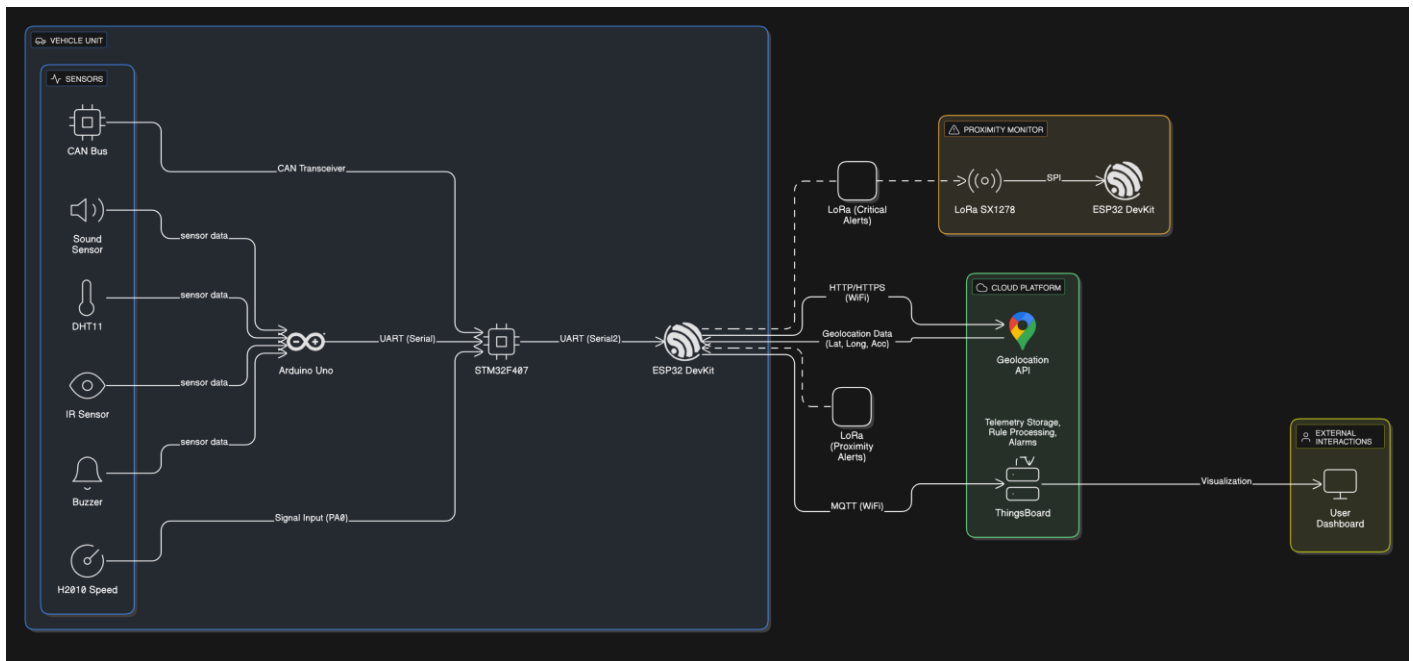 VEHICLE UNIT
SENSORS
CAN Bus
CAN Transceiver
Sound
Sensor
sensor data
DHT11
sensor data
sensor data
IR Sensor
sensor data
Buzzer
Signal Input (PA0)
H2010 Speed
Arduino Uno
UART (Serial)
STM32F407
UART (Serial2)
ESP32 DevKit
LoRa (Critical
Alerts)
PROXIMITY MONITOR
LoRa SX1278
SPI
ESP32 DevKit
HTTP/HTTPS
(WiFi)
Geolocation Data
(Lat, Long, Acc)
LoRa
(Proximity
Alerts)
MQTT (WiFi)
CLOUD PLATFORM
Geolocation
API
Telemetry Storage,
Rule Processing,
Alarms
ThingsBoard
Visualization
EXTERNAL
INTERACTIONS
User
Dashboard